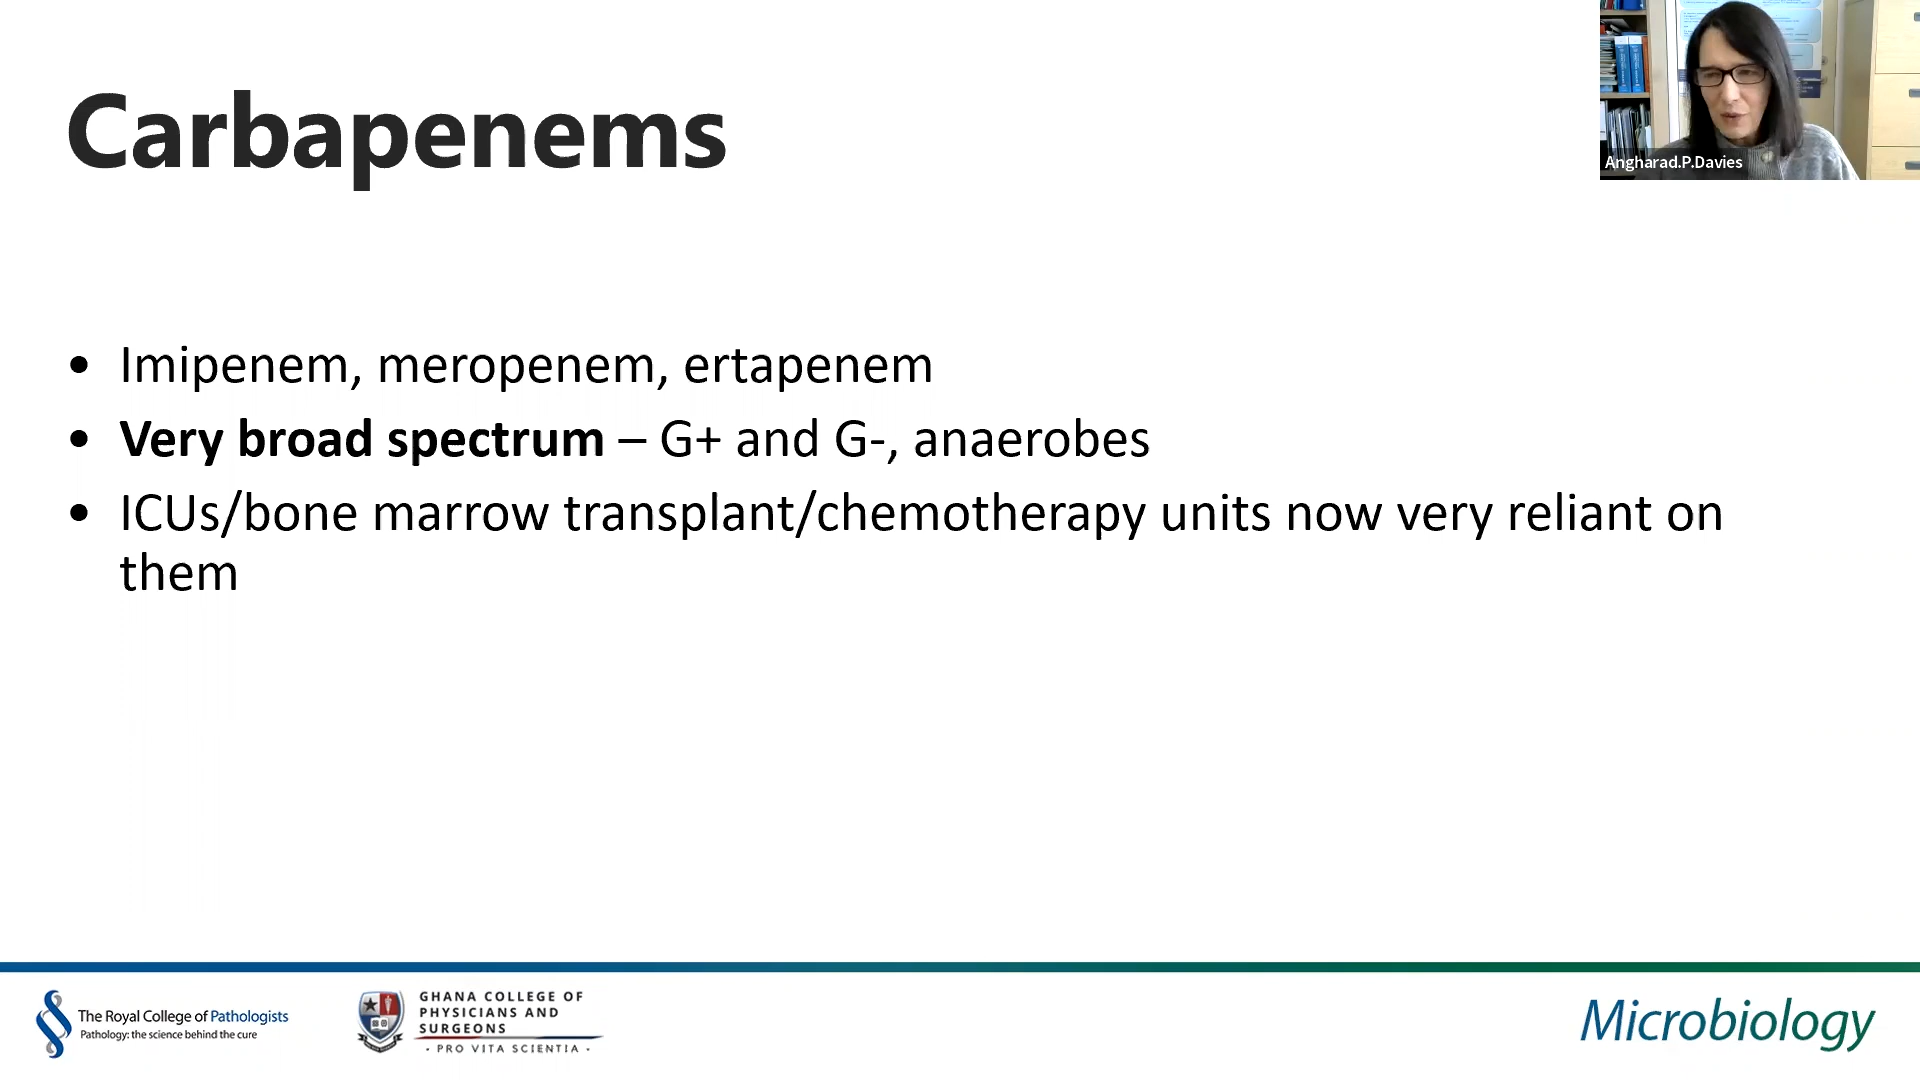 Carbapenems
Angharad.P.Davies
• Imipenem, meropenem, ertapenem
• Very broad spectrum – G+ and G-, anaerobes
• ICUs/bone marrow transplant/chemotherapy units now very reliant on
them
The Royal College of Pathologists
Pathology: the science behind the cure
GHANA COLLEGE OF
PHYSICIANS AND
SURGEONS
- PRO VITA SCIENTIA -
Microbiology